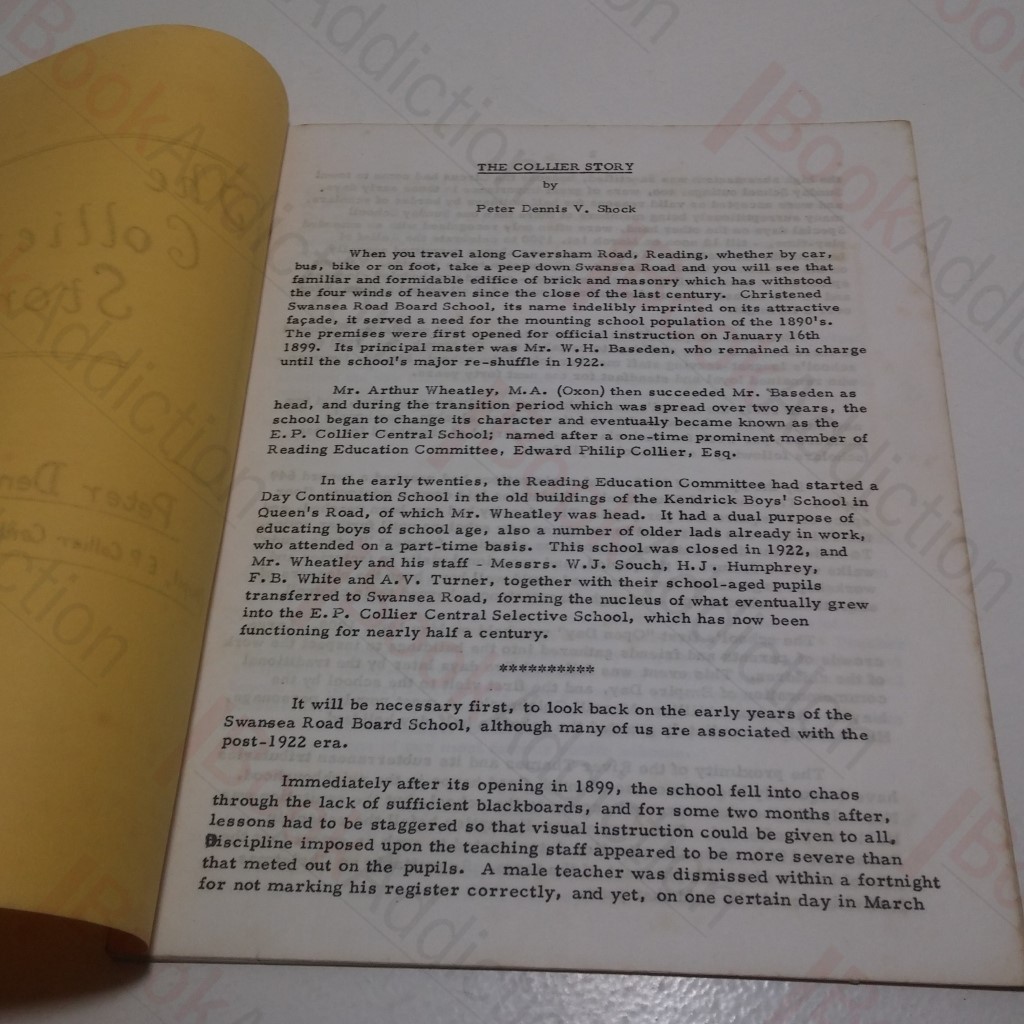 THE COLLIER STORY
by
Peter Dennis V. Shock
When you travel along Caversham Road, Reading, whether by car,
bus, bike or on foot, take a peep down Swansea Road and you will see that
familiar and formidable edifice of brick and masonry which has withstood
the four winds of heaven since the close of the last century. Christened
Swansea Road Board School, its name indelibly imprinted on its attractive
façade, it served a need for the mounting school population of the 1890's.
The premises were first opened for official instruction on January 16th
1899. Its principal master was Mr. W.H. Baseden, who remained in charge
until the school's major re-shuffle in 1922.
Mr. Arthur Wheatley, M.A. (Oxon) then succeeded Mr. Baseden as
head, and during the transition period which was spread over two years, the
school began to change its character and eventually became known as the
E.P. Collier Central School; named after a one-time prominent member of
Reading Education Committee, Edward Philip Collier, Esq.
In the early twenties, the Reading Education Committee had started a
Day Continuation School in the old buildings of the Kendrick Boys' School in
Queen's Road, of which Mr. Wheatley was head. It had a dual purpose of
educating boys of school age, also a number of older lads already in work,
who attended on a part-time basis. This school was closed in 1922, and
Mr. Wheatley and his staff - Messrs. W.J. Souch, H.J. Humphrey,
F.B. White and A.V. Turner, together with their school-aged pupils
transferred to Swansea Road, forming the nucleus of what eventually grew
into the E.P. Collier Central Selective School, which has now been
functioning for nearly half a century.
**********
It will be necessary first, to look back on the early years of the
Swansea Road Board School, although many of us are associated with the
post-1922 era.
Immediately after its opening in 1899, the school fell into chaos
through the lack of sufficient blackboards, and for some two months after,
lessons had to be staggered so that visual instruction could be given to all.
Discipline imposed upon the teaching staff appeared to be more severe than
that meted out on the pupils. A male teacher was dismissed within a fortnight
for not marking his register correctly, and yet, on one certain day in March